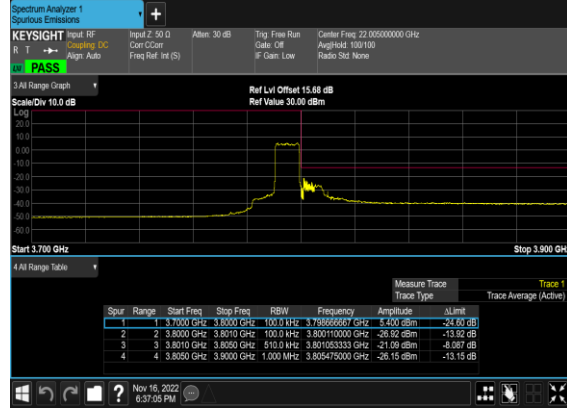 Spectrum Analyzer 1
Spurious Emissions
+
KEYSIGHT Input: RF
R T Coupling: DC
Align: Auto
Input Z: 50 Ω
Corr CCorr
Freq Ref: Int (S)
Atten: 30 dB
Trig: Free Run
Gate: Off
IF Gain: Low
Center Freq: 22.005000000 GHz
Avg|Hold: 100/100
Radio Std: None
PASS
3 All Range Graph
Ref Lvl Offset 15.68 dB
Scale/Div 10.0 dB
Ref Value 30.00 dBm
Log
20.0
10.0
0.00
-10.0
-20.0
-30.0
-40.0
-50.0
-60.0
Start 3.700 GHz
Stop 3.900 GH
4 All Range Table
Measure Trace Trace 1
Trace Type Trace Average (Active)
Spur Range Start Freq Stop Freq RBW Frequency Amplitude ΔLimit
1 1 3.7000 GHz 3.8000 GHz 100.0 kHz 3.798666667 GHz 5.400 dBm -24.60 dB
2 2 3.8000 GHz 3.8010 GHz 100.0 kHz 3.800110000 GHz -26.92 dBm -13.92 dB
3 3 3.8010 GHz 3.8050 GHz 510.0 kHz 3.801053333 GHz -21.09 dBm -8.087 dB
4 4 3.8050 GHz 3.9000 GHz 1.000 MHz 3.805475000 GHz -26.15 dBm -13.15 dB
?
Nov 16, 2022
6:37:05 PM